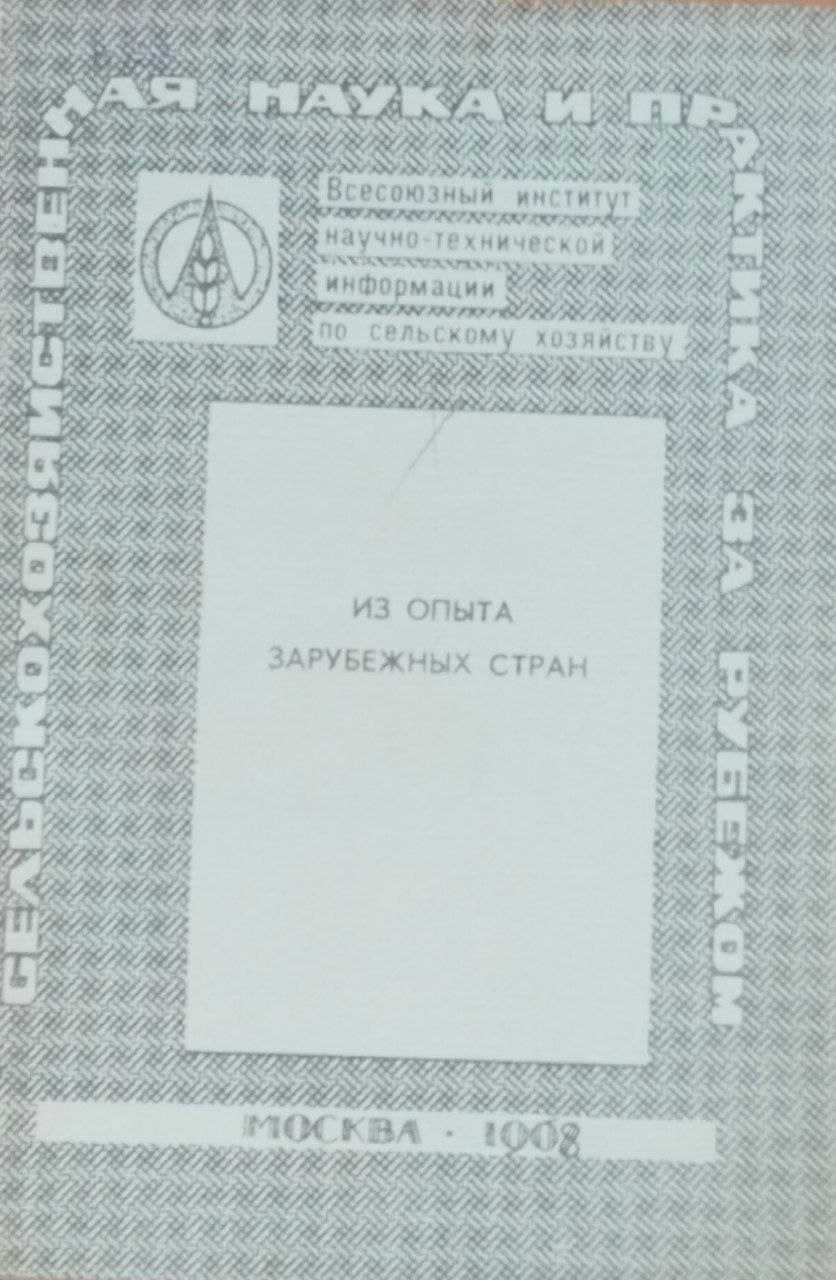 СЕЛЬСКОХОЗЯЙСТВЕННАЯ НАУКА И ПРАКТИКА ЗА РУБЕЖОМ
Всесоюзный институт
научно-технической
информации
по сельскому хозяйству
ИЗ ОПЫТА
ЗАРУБЕЖНЫХ СТРАН
МОСКВА · 1968